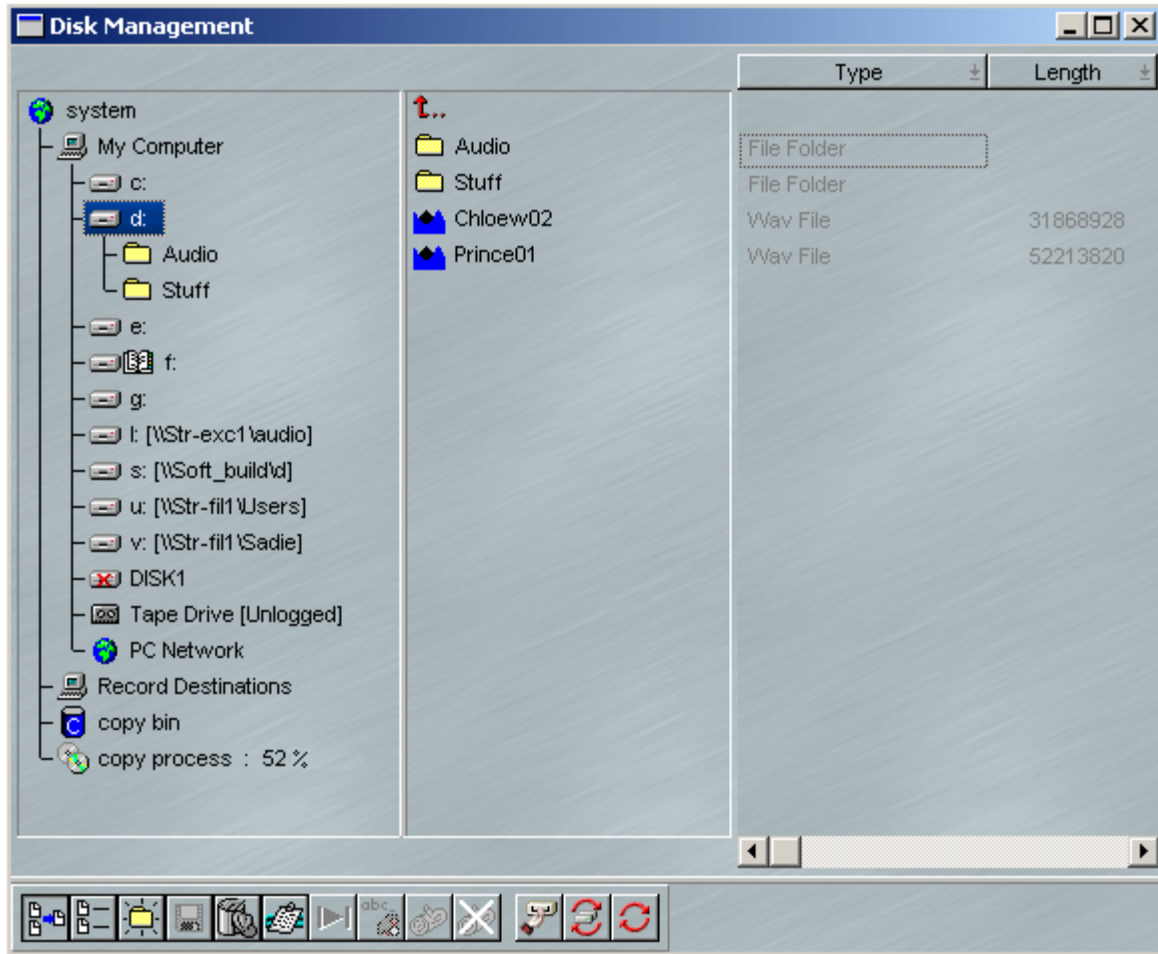 Disk Management
Type Length
system
My Computer
c:
d:
Audio
Stuff
e:
f:
g:
l: [\\Str-exc1\audio]
s: [\\Soft_build\d]
u: [\\Str-fil1\Users]
v: [\\Str-fil1\Sadie]
DISK1
Tape Drive [Unlogged]
PC Network
Record Destinations
copy bin
copy process : 52 %
..
Audio File Folder
Stuff File Folder
Chloew02 Wav File 31868928
Prince01 Wav File 52213820
abc